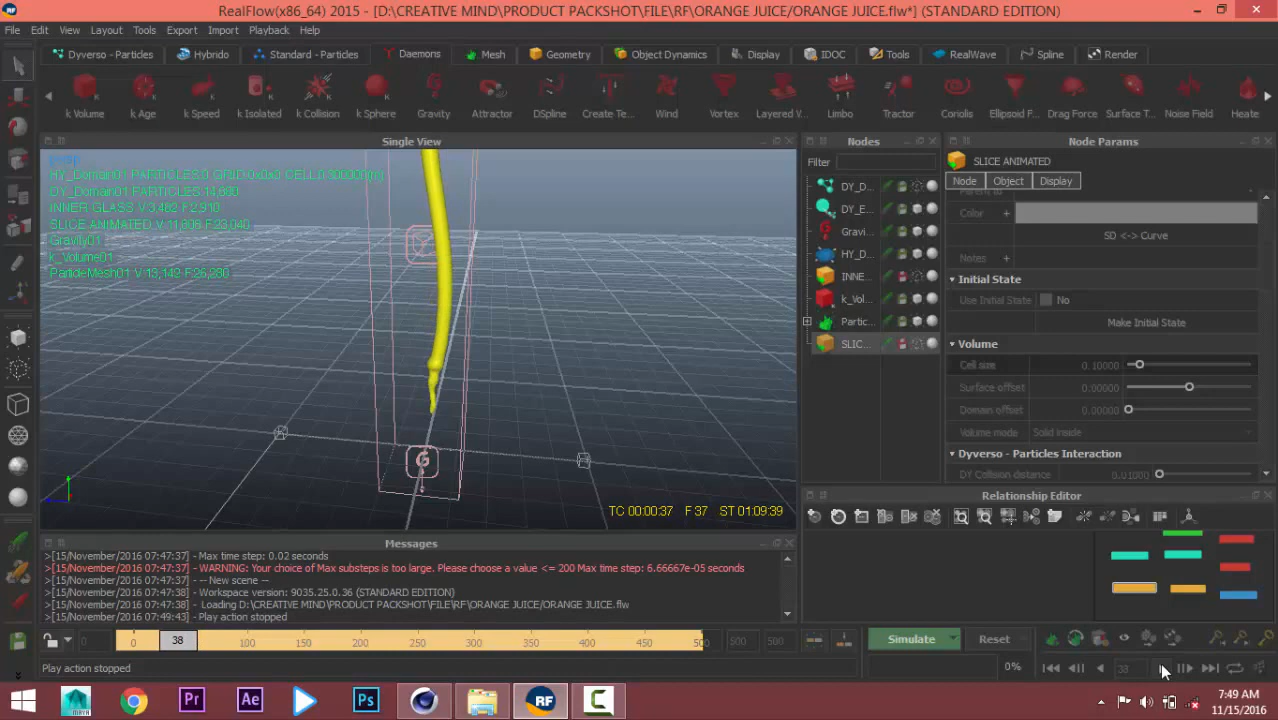 RealFlow(x86_64) 2015 - [D:\CREATIVE MIND\PRODUCT PACKSHOT\FILE\RF\ORANGE JUICE/ORANGE JUICE.flw*] (STANDARD EDITION)
File Edit View Layout Tools Export Import Playback Help
Dyverso - Particles Hybrido Standard - Particles Daemons Mesh Geometry Object Dynamics Display IDOC Tools RealWave Spline Render
k Volume k Age k Speed k Isolated k Collision k Sphere Gravity Attractor DSpline Create Te... Wind Vortex Layered V... Limbo Tractor Coriolis Ellipsoid F... Drag Force Surface T... Noise Field Heate
Single View
HY_Domain01 PARTICLES:0 GRID:0x0x0 CELL:0.300000(m)
DY_Domain01 PARTICLES 14,680
INNER GLASS V 3,482 F 2,910
SLICE ANIMATED F 23,040
Gravity01
k_Volume01
ParticleMesh01 V 13,142 F 26,280
G
TC 00:00:37 F 37 ST 01:09:39
Nodes
Filter
DY_D...
DY_E...
Gravi...
HY_D...
INNE...
k_Vol...
Partic...
SLIC...
Node Params
SLICE ANIMATED
Node Object Display
Color
SD <-> Curve
Notes
Initial State
Use Initial State No
Make Initial State
Volume
Cell size 0.10000
Surface offset 0.00000
Domain offset 0.00000
Volume mode Solid inside
Dyverso - Particles Interaction
DY Collision distance 0.01000
Relationship Editor
Messages
>[15/November/2016 07:47:37] - Max time step: 0.02 seconds
>[15/November/2016 07:47:37] - WARNING: Your choice of Max substeps is too large. Please choose a value <= 200 Max time step: 6.66667e-05 seconds
>[15/November/2016 07:47:38] -- New scene --
>[15/November/2016 07:47:38] - Workspace version: 9035.25.0.36 (STANDARD EDITION)
>[15/November/2016 07:47:38] - Loading D:\CREATIVE MIND\PRODUCT PACKSHOT\FILE\RF\ORANGE JUICE/ORANGE JUICE.flw
>[15/November/2016 07:49:43] - Play action stopped
0 0 38 100 150 200 250 300 350 400 450 500 500 580
Simulate Reset
Play action stopped
0%
38
MAYA Pr Ae Ps RF C
7:49 AM
11/15/2016